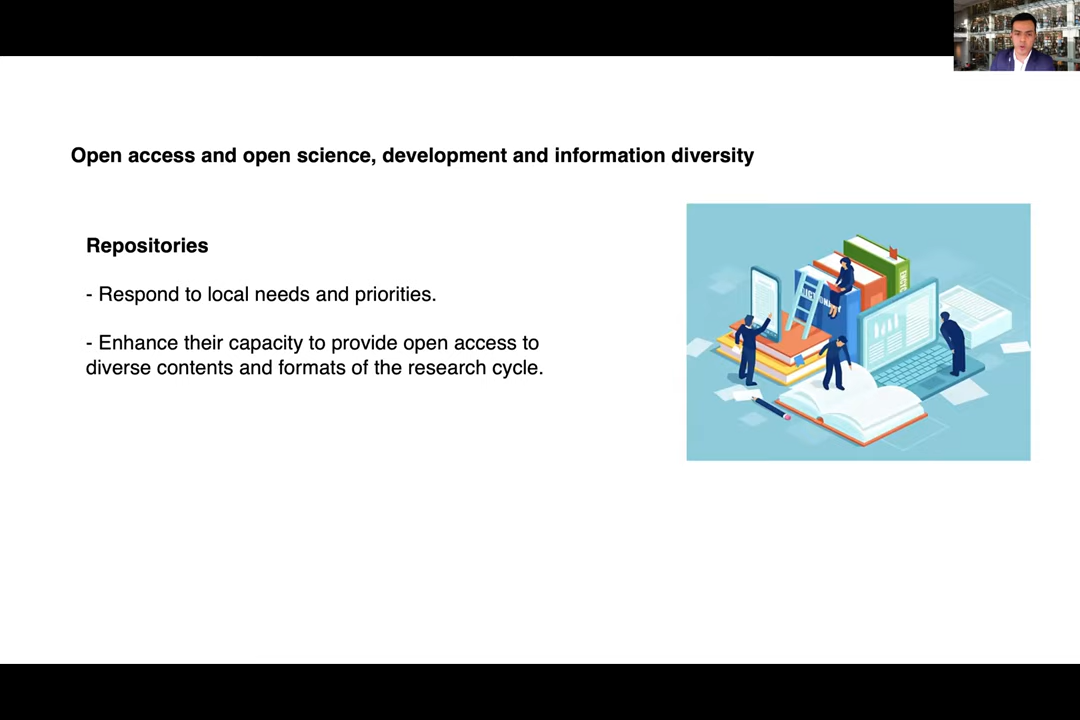 Open access and open science, development and information diversity
Repositories
- Respond to local needs and priorities.
- Enhance their capacity to provide open access to
diverse contents and formats of the research cycle.